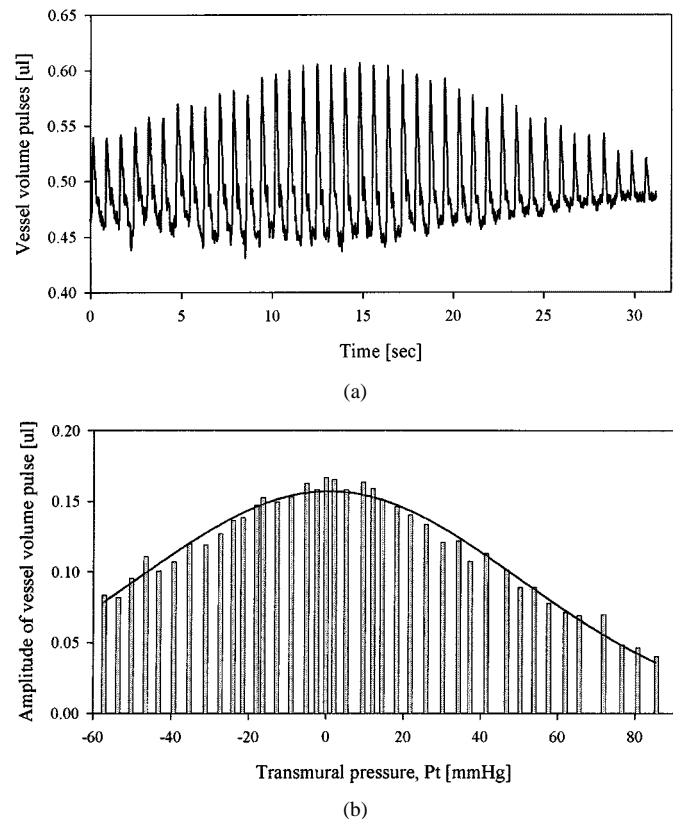 Vessel volume pulses [ul]
0.65
0.60
0.55
0.50
0.45
0.40
0 5 10 15 20 25 30
Time [sec]
(a)
Amplitude of vessel volume pulse [ul]
0.20
0.15
0.10
0.05
0.00
-60 -40 -20 0 20 40 60 80
Transmural pressure, Pt [mmHg]
(b)